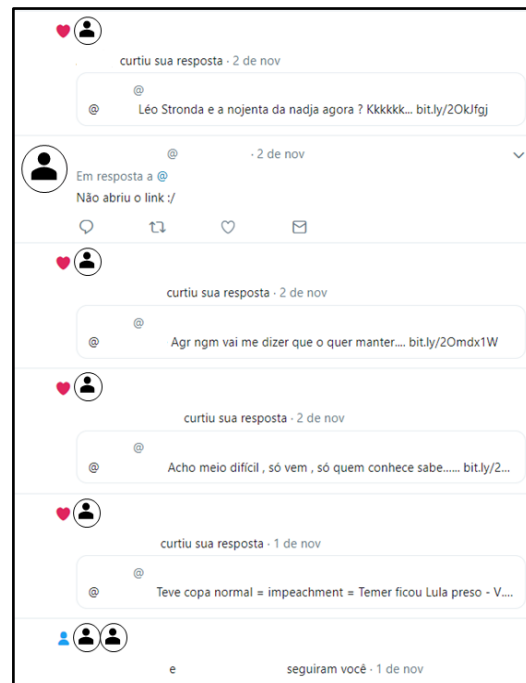 curtiu sua resposta · 2 de nov
@
@ Léo Stronda e a nojenta da nadja agora ? Kkkkkk... bit.ly/2OkJfgj
@ · 2 de nov
Em resposta a @
Não abriu o link :/
curtiu sua resposta · 2 de nov
@
@ Agr ngm vai me dizer que o quer manter.... bit.ly/2Omdx1W
curtiu sua resposta · 2 de nov
@
@ Acho meio difícil , só vem , só quem conhece sabe...... bit.ly/2...
curtiu sua resposta · 1 de nov
@
@ Teve copa normal = impeachment = Temer ficou Lula preso - V....
e seguiram você · 1 de nov